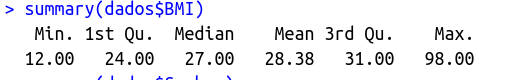 > summary(dados$BMI)
Min. 1st Qu. Median Mean 3rd Qu. Max.
12.00 24.00 27.00 28.38 31.00 98.00